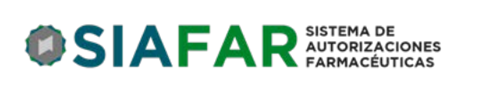 SIAFAR
SISTEMA DE
AUTORIZACIONES
FARMACÉUTICAS